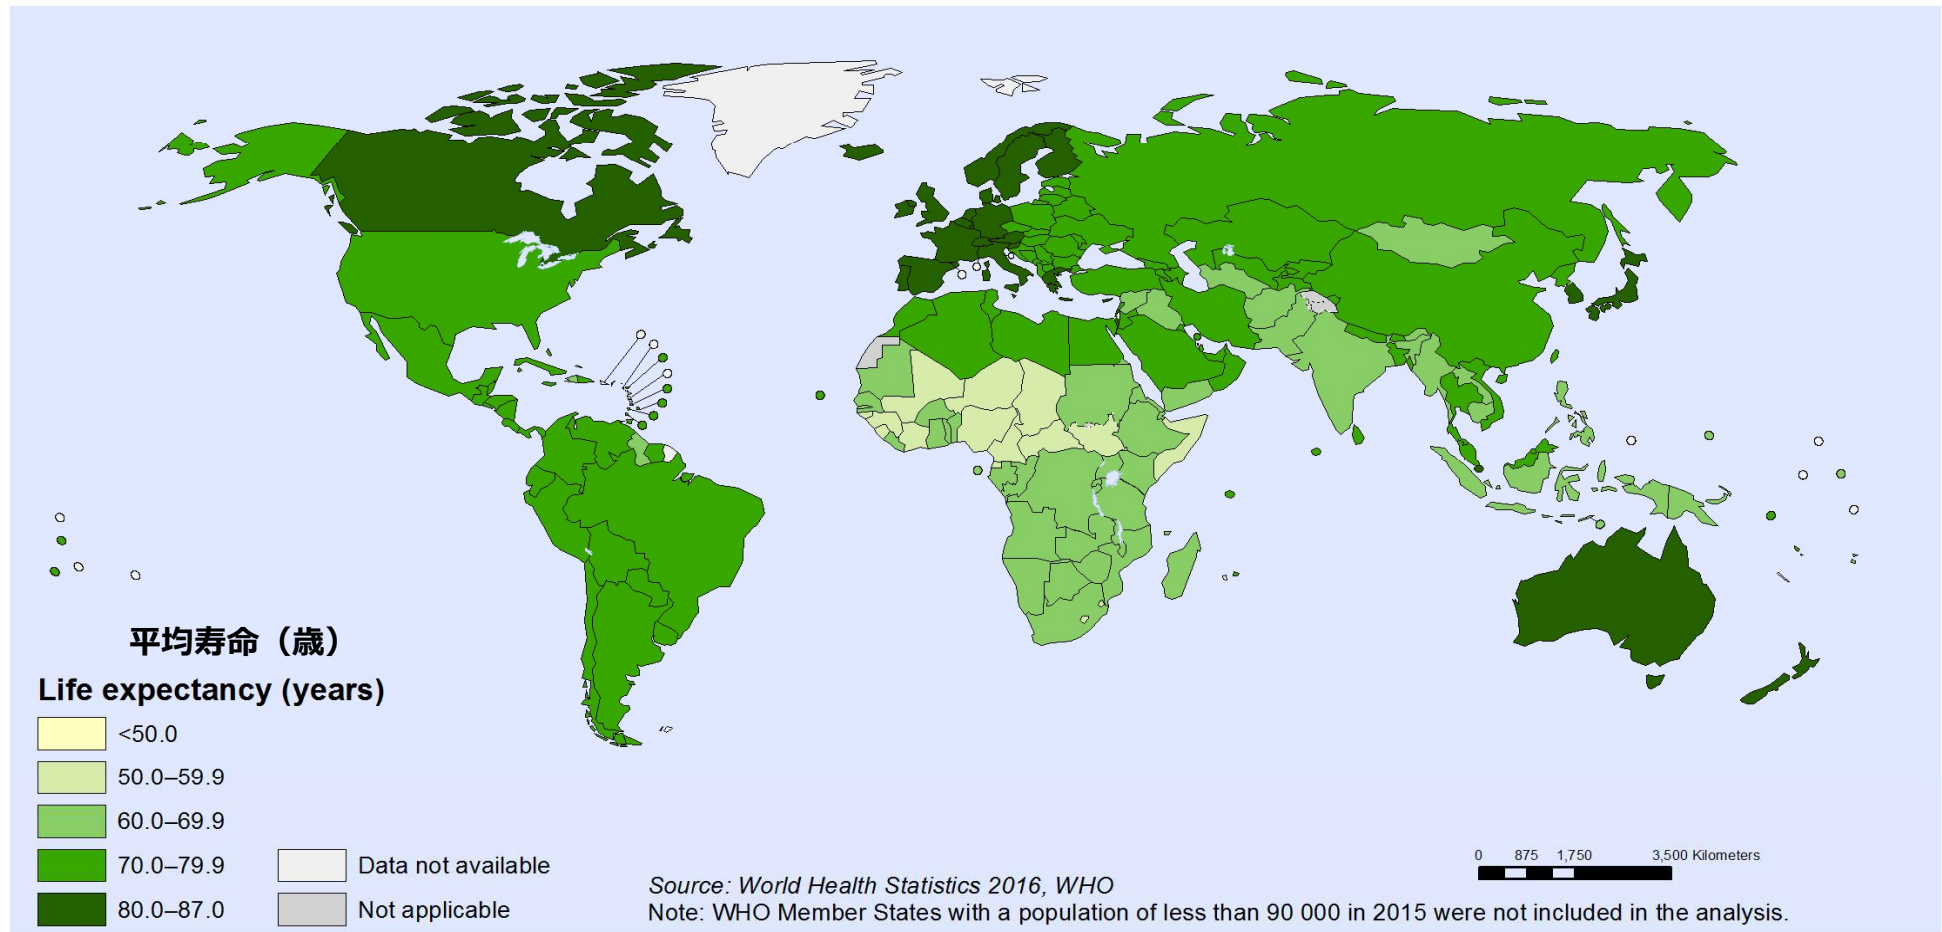 平均寿命（歳）
Life expectancy (years)
<50.0
50.0–59.9
60.0–69.9
70.0–79.9
80.0–87.0
Data not available
Not applicable
0 875 1,750 3,500 Kilometers
Source: World Health Statistics 2016, WHO
Note: WHO Member States with a population of less than 90 000 in 2015 were not included in the analysis.